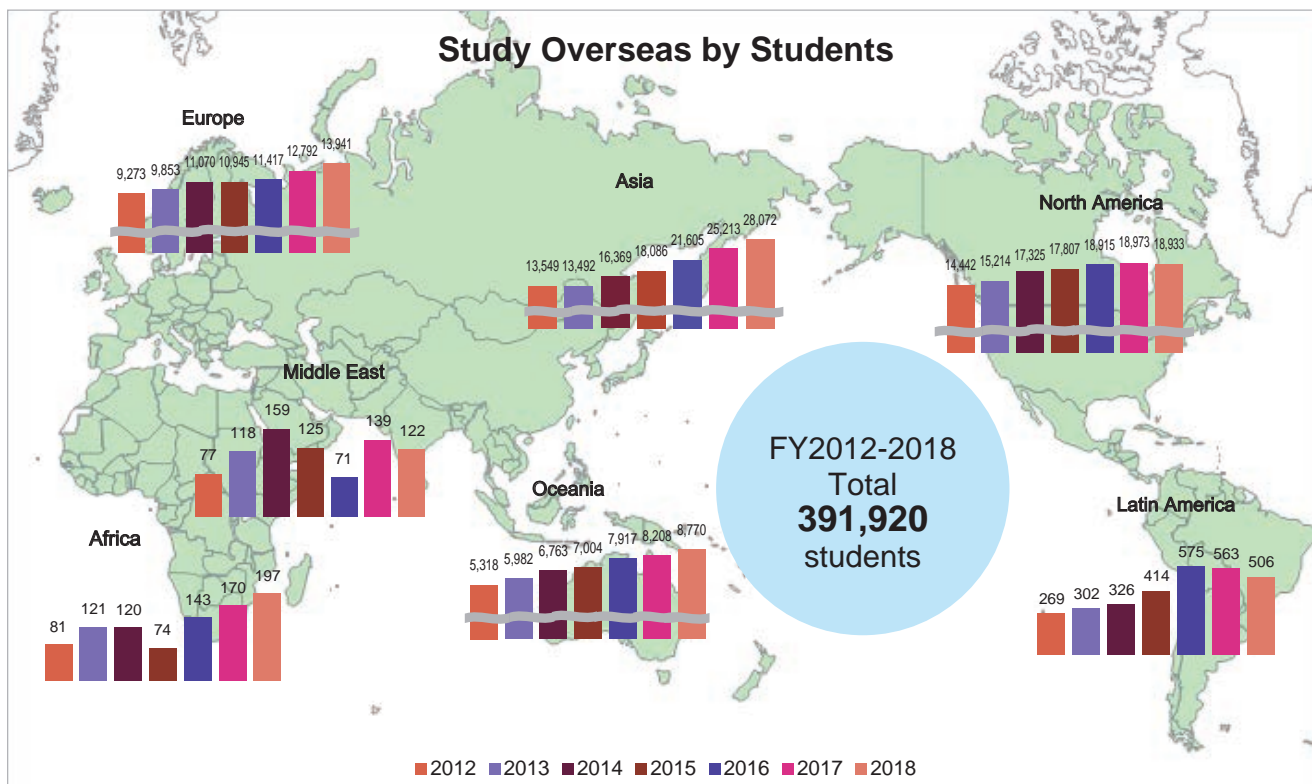 Study Overseas by Students
Europe
9,273 9,853 11,070 10,945 11,417 12,792 13,941
Asia
13,549 13,492 16,369 18,086 21,605 25,213 28,072
North America
14,442 15,214 17,325 17,807 18,915 18,973 18,933
Middle East
77 118 159 125 71 139 122
Africa
81 121 120 74 143 170 197
Oceania
5,318 5,982 6,763 7,004 7,917 8,208 8,770
FY2012-2018
Total
391,920
students
Latin America
269 302 326 414 575 563 506
2012 2013 2014 2015 2016 2017 2018